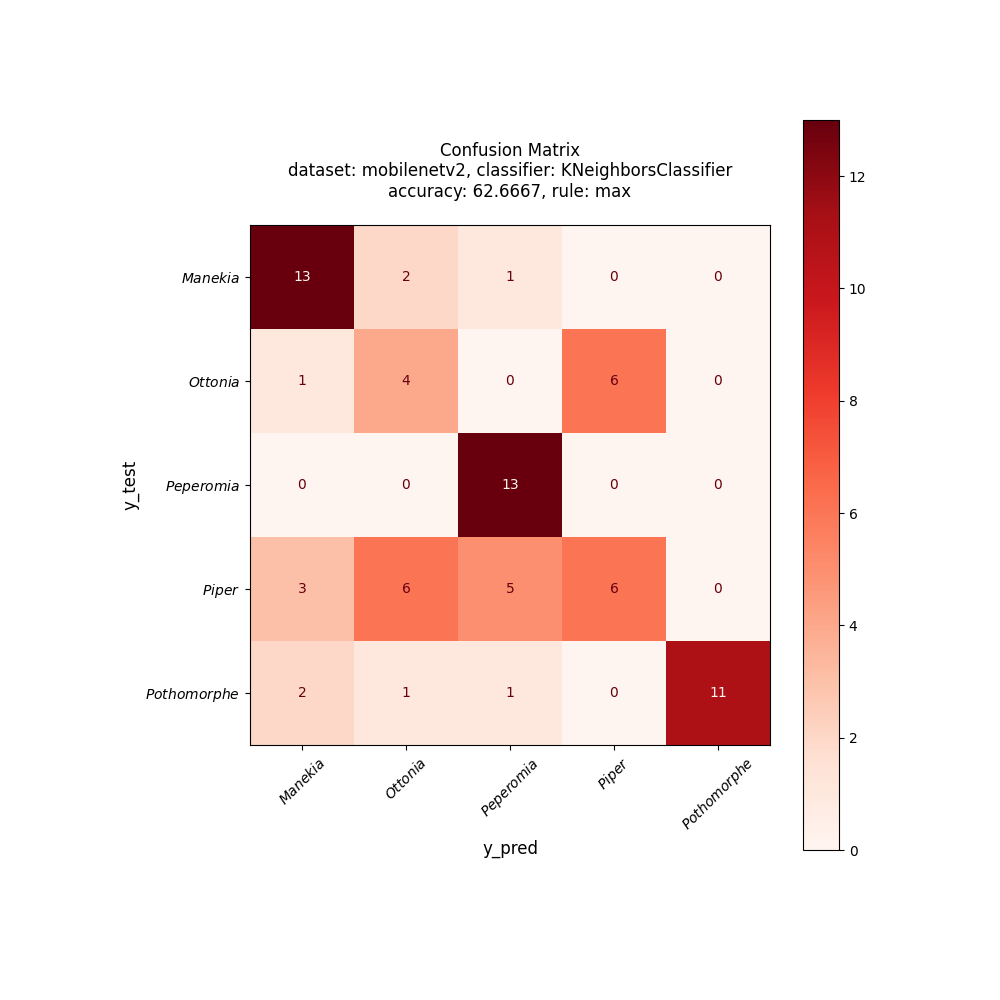 Confusion Matrix
dataset: mobilenetv2, classifier: KNeighborsClassifier
accuracy: 62.6667, rule: max
y_test
Manekia 13 2 1 0 0
Ottonia 1 4 0 6 0
Peperomia 0 0 13 0 0
Piper 3 6 5 6 0
Pothomorphe 2 1 1 0 11
Manekia Ottonia Peperomia Piper Pothomorphe
y_pred
12
10
8
6
4
2
0